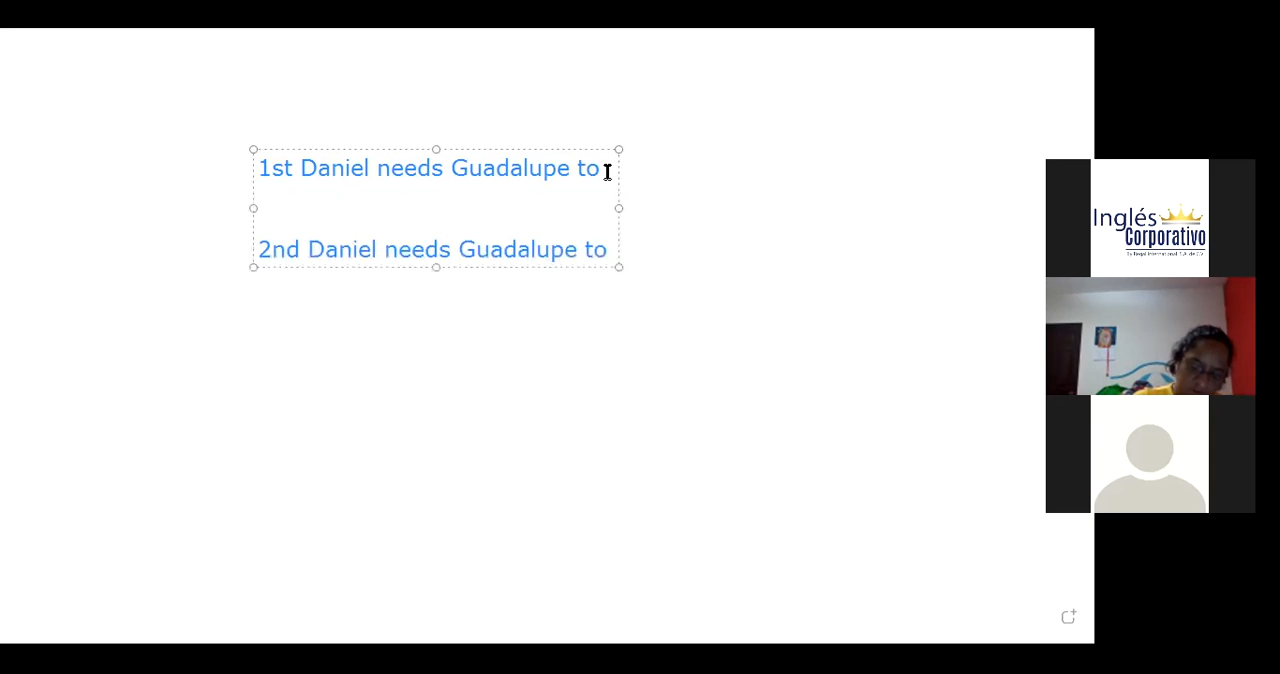 1st Daniel needs Guadalupe to
2nd Daniel needs Guadalupe to
Inglés
Corporativo